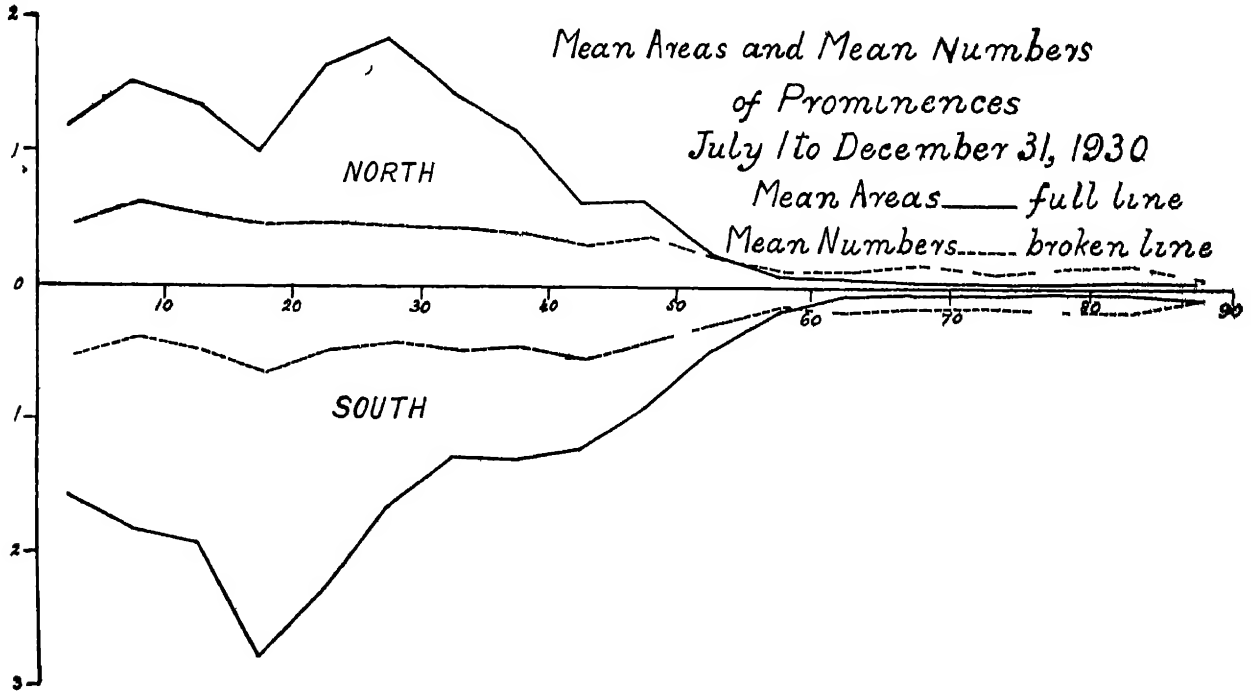 2
Mean Areas and Mean Numbers
of Prominences
July 1 to December 31, 1930
1
NORTH
Mean Areas——— full line
Mean Numbers------ broken line
0
10 20 30 40 50 60 70 80 90
1
SOUTH
2
3